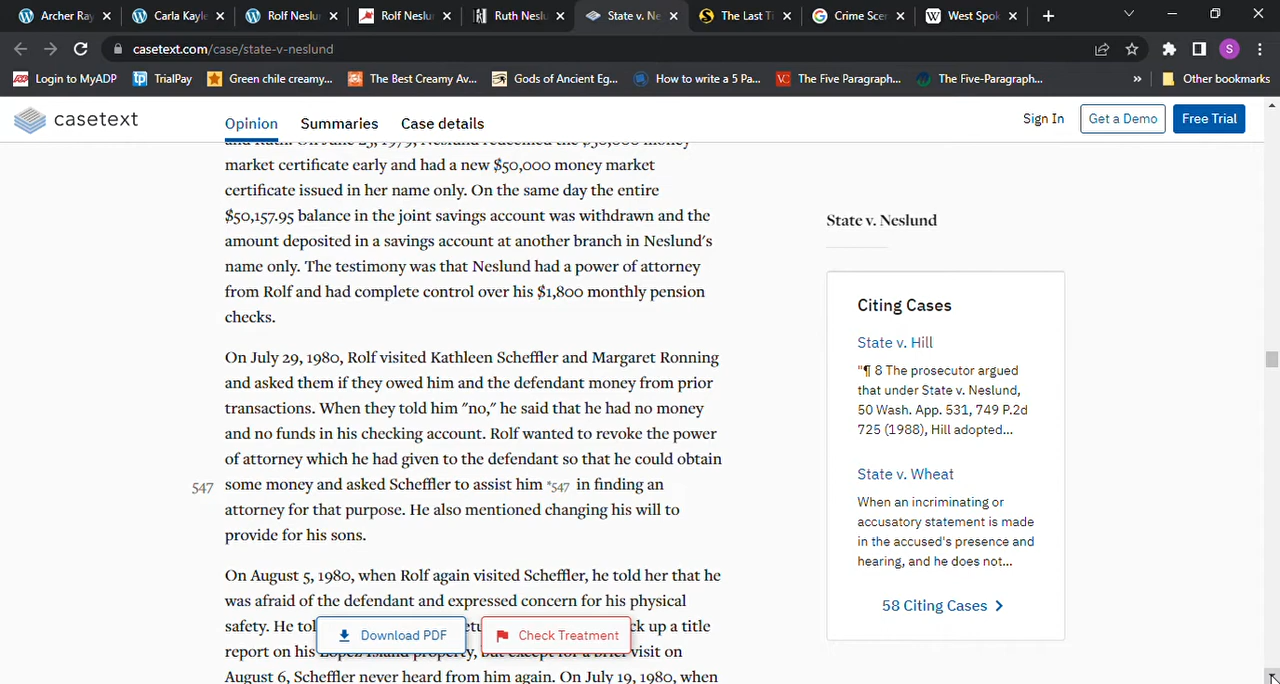 Archer Ray
Carla Kayle
Rolf Neslun
Rolf Neslun
Ruth Neslu
State v. Ne
The Last Ti
Crime Scen
West Spok
casetext.com/case/state-v-neslund
S
Login to MyADP
TrialPay
Green chile creamy...
The Best Creamy Av...
Gods of Ancient Eg...
How to write a 5 Pa...
The Five Paragraph...
The Five-Paragraph...
»
Other bookmarks
casetext
Opinion
Summaries
Case details
Sign In
Get a Demo
Free Trial
market certificate early and had a new $50,000 money market
certificate issued in her name only. On the same day the entire
$50,157.95 balance in the joint savings account was withdrawn and the
amount deposited in a savings account at another branch in Neslund's
name only. The testimony was that Neslund had a power of attorney
from Rolf and had complete control over his $1,800 monthly pension
checks.
On July 29, 1980, Rolf visited Kathleen Scheffler and Margaret Ronning
and asked them if they owed him and the defendant money from prior
transactions. When they told him "no," he said that he had no money
and no funds in his checking account. Rolf wanted to revoke the power
of attorney which he had given to the defendant so that he could obtain
547 some money and asked Scheffler to assist him *547 in finding an
attorney for that purpose. He also mentioned changing his will to
provide for his sons.
On August 5, 1980, when Rolf again visited Scheffler, he told her that he
was afraid of the defendant and expressed concern for his physical
safety. He tol
ck up a title
report on his Lopez Island property, but except for a brief visit on
August 6, Scheffler never heard from him again. On July 19, 1980, when
Download PDF
Check Treatment
State v. Neslund
Citing Cases
State v. Hill
"¶ 8 The prosecutor argued
that under State v. Neslund,
50 Wash. App. 531, 749 P.2d
725 (1988), Hill adopted...
State v. Wheat
When an incriminating or
accusatory statement is made
in the accused's presence and
hearing, and he does not...
58 Citing Cases >